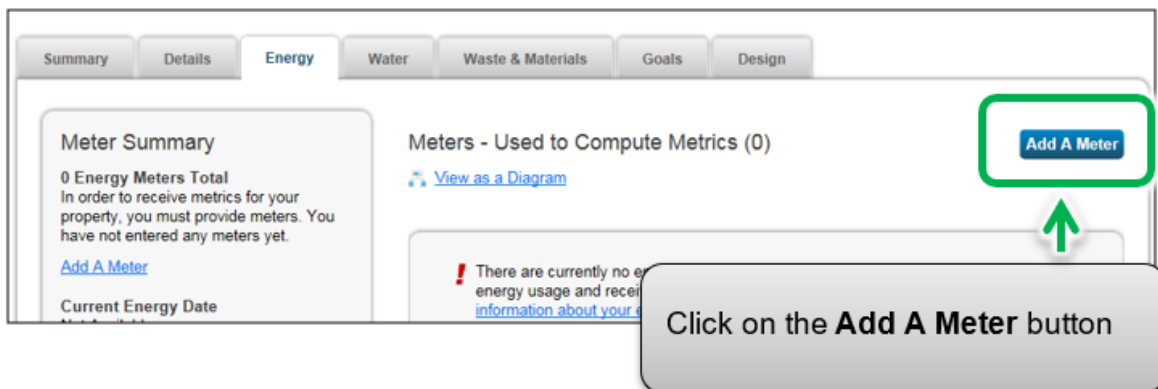 Summary
Details
Energy
Water
Waste & Materials
Goals
Design
Meter Summary
0 Energy Meters Total
In order to receive metrics for your
property, you must provide meters. You
have not entered any meters yet.
Add A Meter
Current Energy Date
Meters - Used to Compute Metrics (0)
View as a Diagram
Add A Meter
! There are currently no
energy usage and
information about your
Click on the Add A Meter button